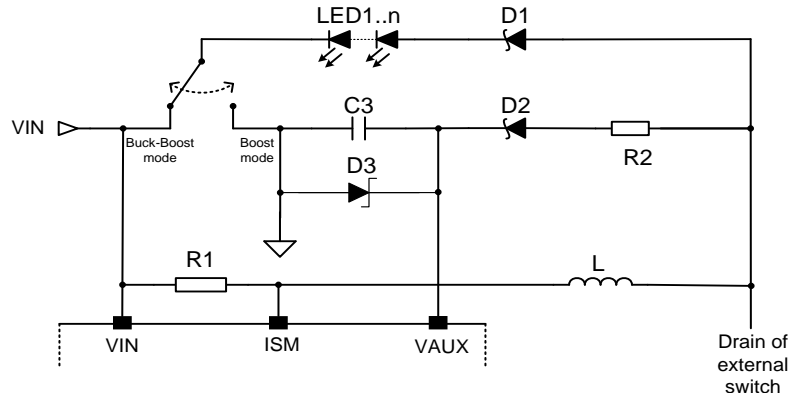 LED1..n
D1
VIN
Buck-Boost
mode
Boost
mode
C3
D2
R2
D3
R1
L
VIN
ISM
VAUX
Drain of
external
switch